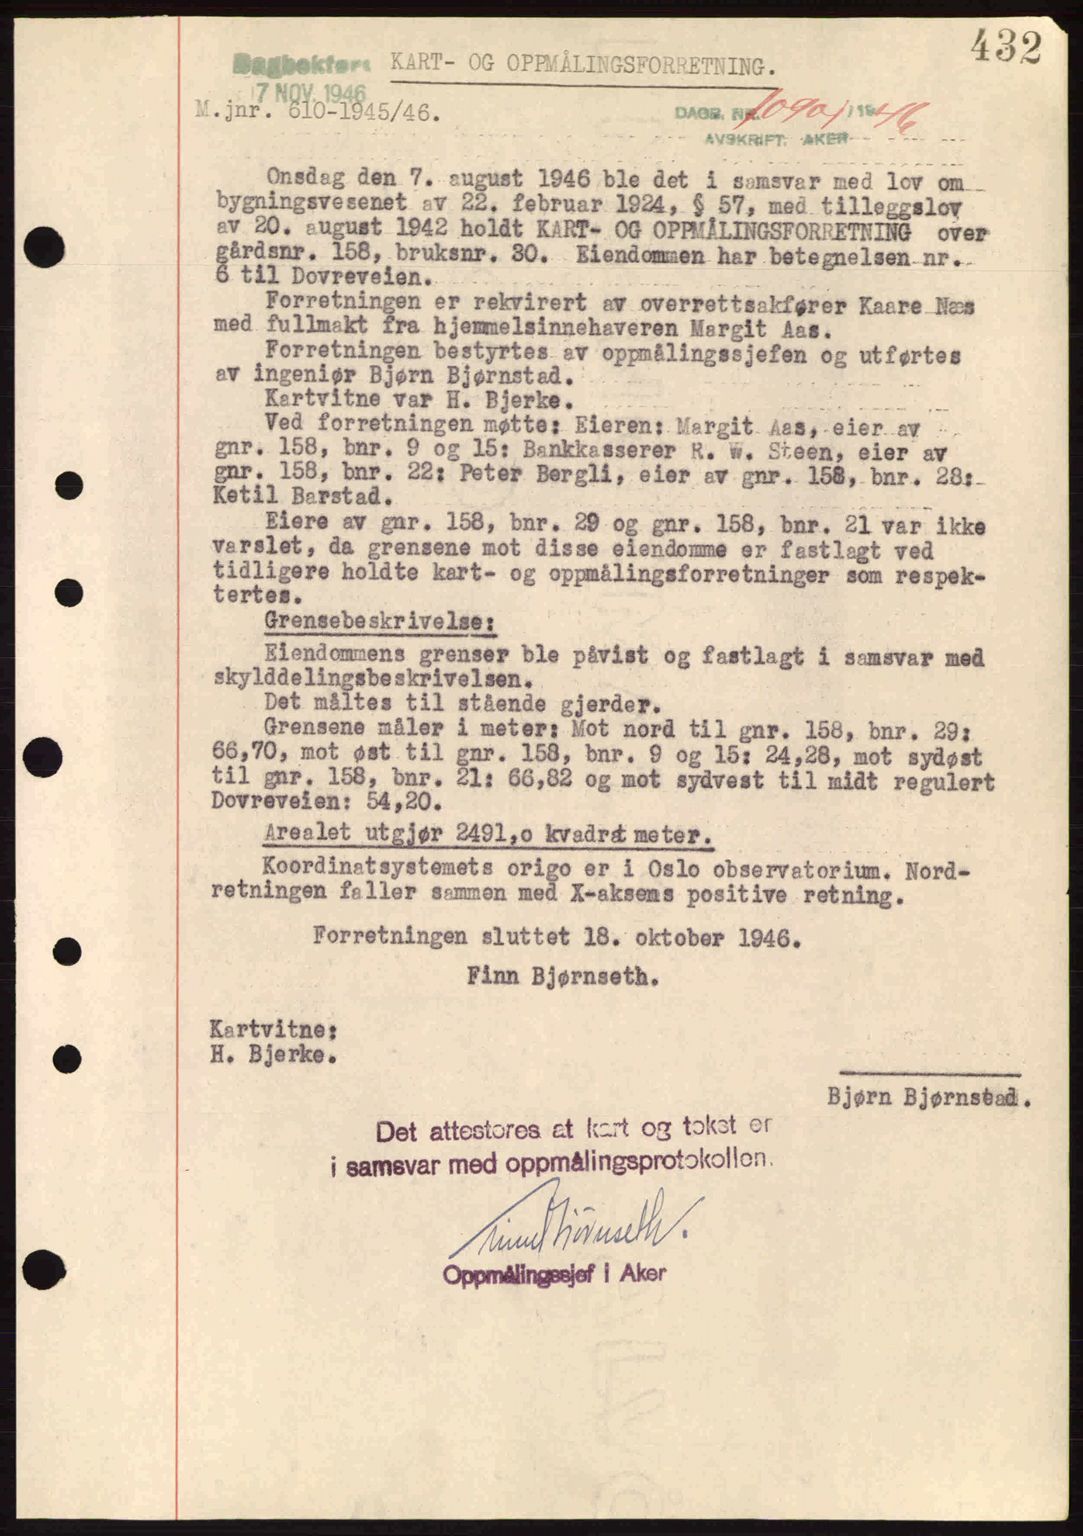 432
Dagbokført KART- OG OPPMÅLINGSFORRETNING.
7 NOV. 1946
M.jnr. 610-1945/46.
DAGB. NR. 10901 /1946
AVSKRIFT. AKER
Onsdag den 7. august 1946 ble det i samsvar med lov om
bygningsvesenet av 22. februar 1924, § 57, med tilleggslov
av 20. august 1942 holdt KART- OG OPPMÅLINGSFORRETNING over
gårdsnr. 158, bruksnr. 30. Eiendommen har betegnelsen nr.
6 til Dovreveien.
Forretningen er rekvirert av overrettsakfører Kaare Næs
med fullmakt fra hjemmelsinnehaveren Margit Aas.
Forretningen bestyrtes av oppmålingssjefen og utførtes
av ingeniør Bjørn Bjørnstad.
Kartvitne var H. Bjerke.
Ved forretningen møtte: Eieren: Margit Aas, eier av
gnr. 158, bnr. 9 og 15: Bankkasserer R. W. Steen, eier av
gnr. 158, bnr. 22: Peter Bergli, eier av gnr. 158, bnr. 28:
Ketil Barstad.
Eiere av gnr. 158, bnr. 29 og gnr. 158, bnr. 21 var ikke
varslet, da grensene mot disse eiendomme er fastlagt ved
tidligere holdte kart- og oppmålingsforretninger som respek-
tertes.
Grensebeskrivelse:
Eiendommens grenser ble påvist og fastlagt i samsvar med
skylddelingsbeskrivelsen.
Det måltes til stående gjerder.
Grensene måler i meter: Mot nord til gnr. 158, bnr. 29:
66,70, mot øst til gnr. 158, bnr. 9 og 15: 24,28, mot sydøst
til gnr. 158, bnr. 21: 66,82 og mot sydvest til midt regulert
Dovreveien: 54,20.
Arealet utgjør 2491,o kvadrat meter.
Koordinatsystemets origo er i Oslo observatorium. Nord-
retningen faller sammen med X-aksens positive retning.
Forretningen sluttet 18. oktober 1946.
Finn Bjørnseth.
Kartvitne:
H. Bjerke.
Bjørn Bjørnstad.
Det attesteres at kart og tekst er
i samsvar med oppmålingsprotokollen.
Finn Bjørnseth.
Oppmålingssjef i Aker